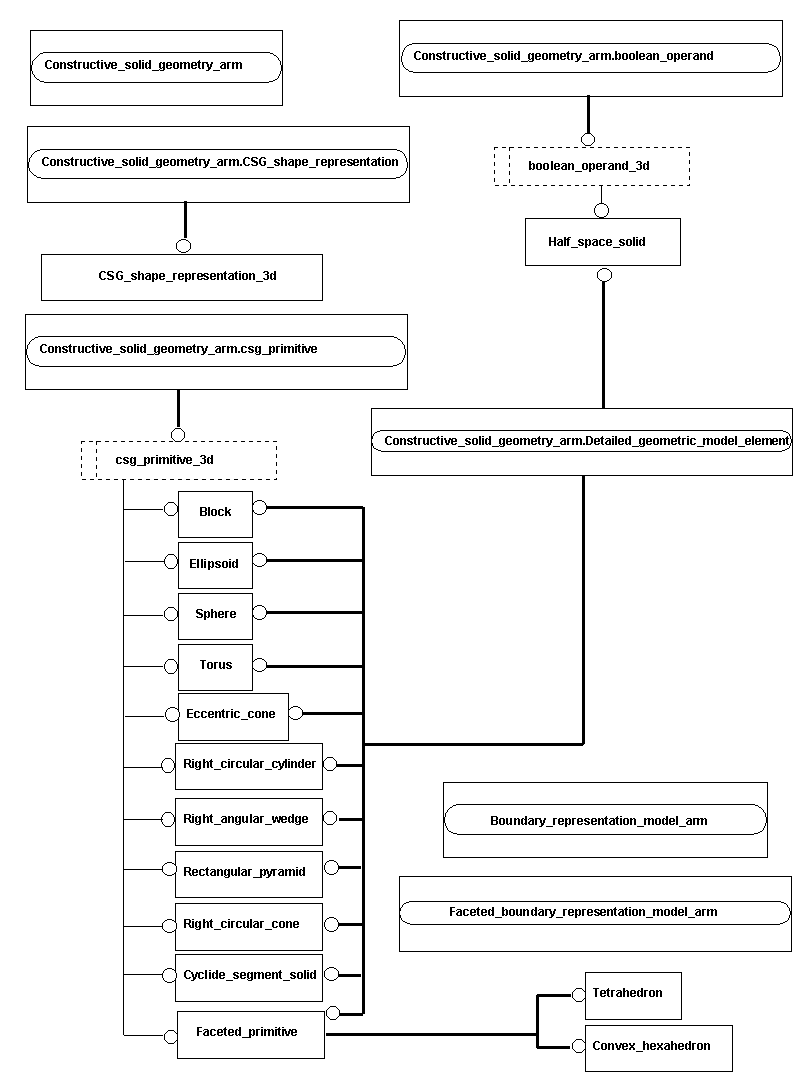 Constructive_solid_geometry_arm
Constructive_solid_geometry_arm.boolean_operand
Constructive_solid_geometry_arm.CSG_shape_representation
boolean_operand_3d
Half_space_solid
CSG_shape_representation_3d
Constructive_solid_geometry_arm.csg_primitive
Constructive_solid_geometry_arm.Detailed_geometric_model_element
csg_primitive_3d
Block
Ellipsoid
Sphere
Torus
Eccentric_cone
Right_circular_cylinder
Right_angular_wedge
Boundary_representation_model_arm
Rectangular_pyramid
Faceted_boundary_representation_model_arm
Right_circular_cone
Cyclide_segment_solid
Tetrahedron
Faceted_primitive
Convex_hexahedron